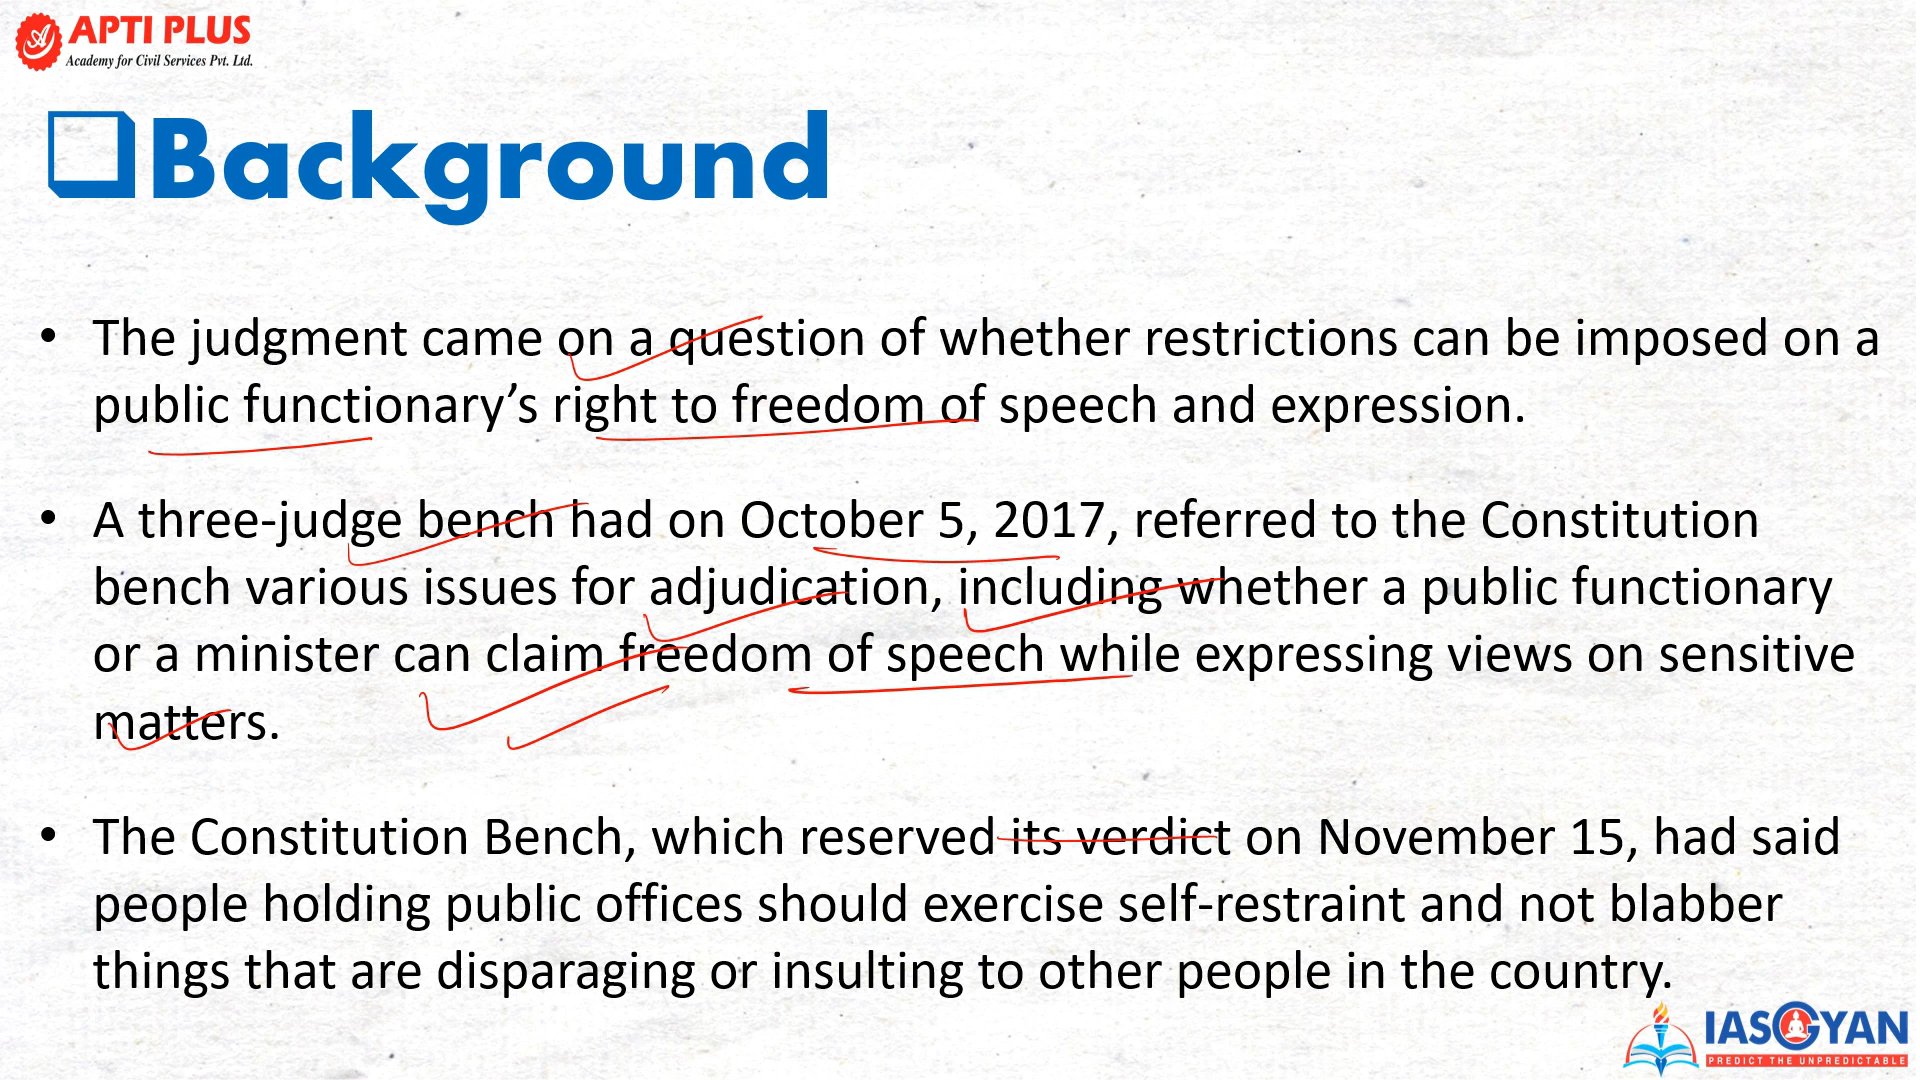 APTI PLUS
Academy for Civil Services Pvt. Ltd.
Background
• The judgment came on a question of whether restrictions can be imposed on a
public functionary’s right to freedom of speech and expression.
• A three-judge bench had on October 5, 2017, referred to the Constitution
bench various issues for adjudication, including whether a public functionary
or a minister can claim freedom of speech while expressing views on sensitive
matters.
• The Constitution Bench, which reserved its verdict on November 15, had said
people holding public offices should exercise self-restraint and not blabber
things that are disparaging or insulting to other people in the country.
IASGYAN
PREDICT THE UNPREDICTABLE